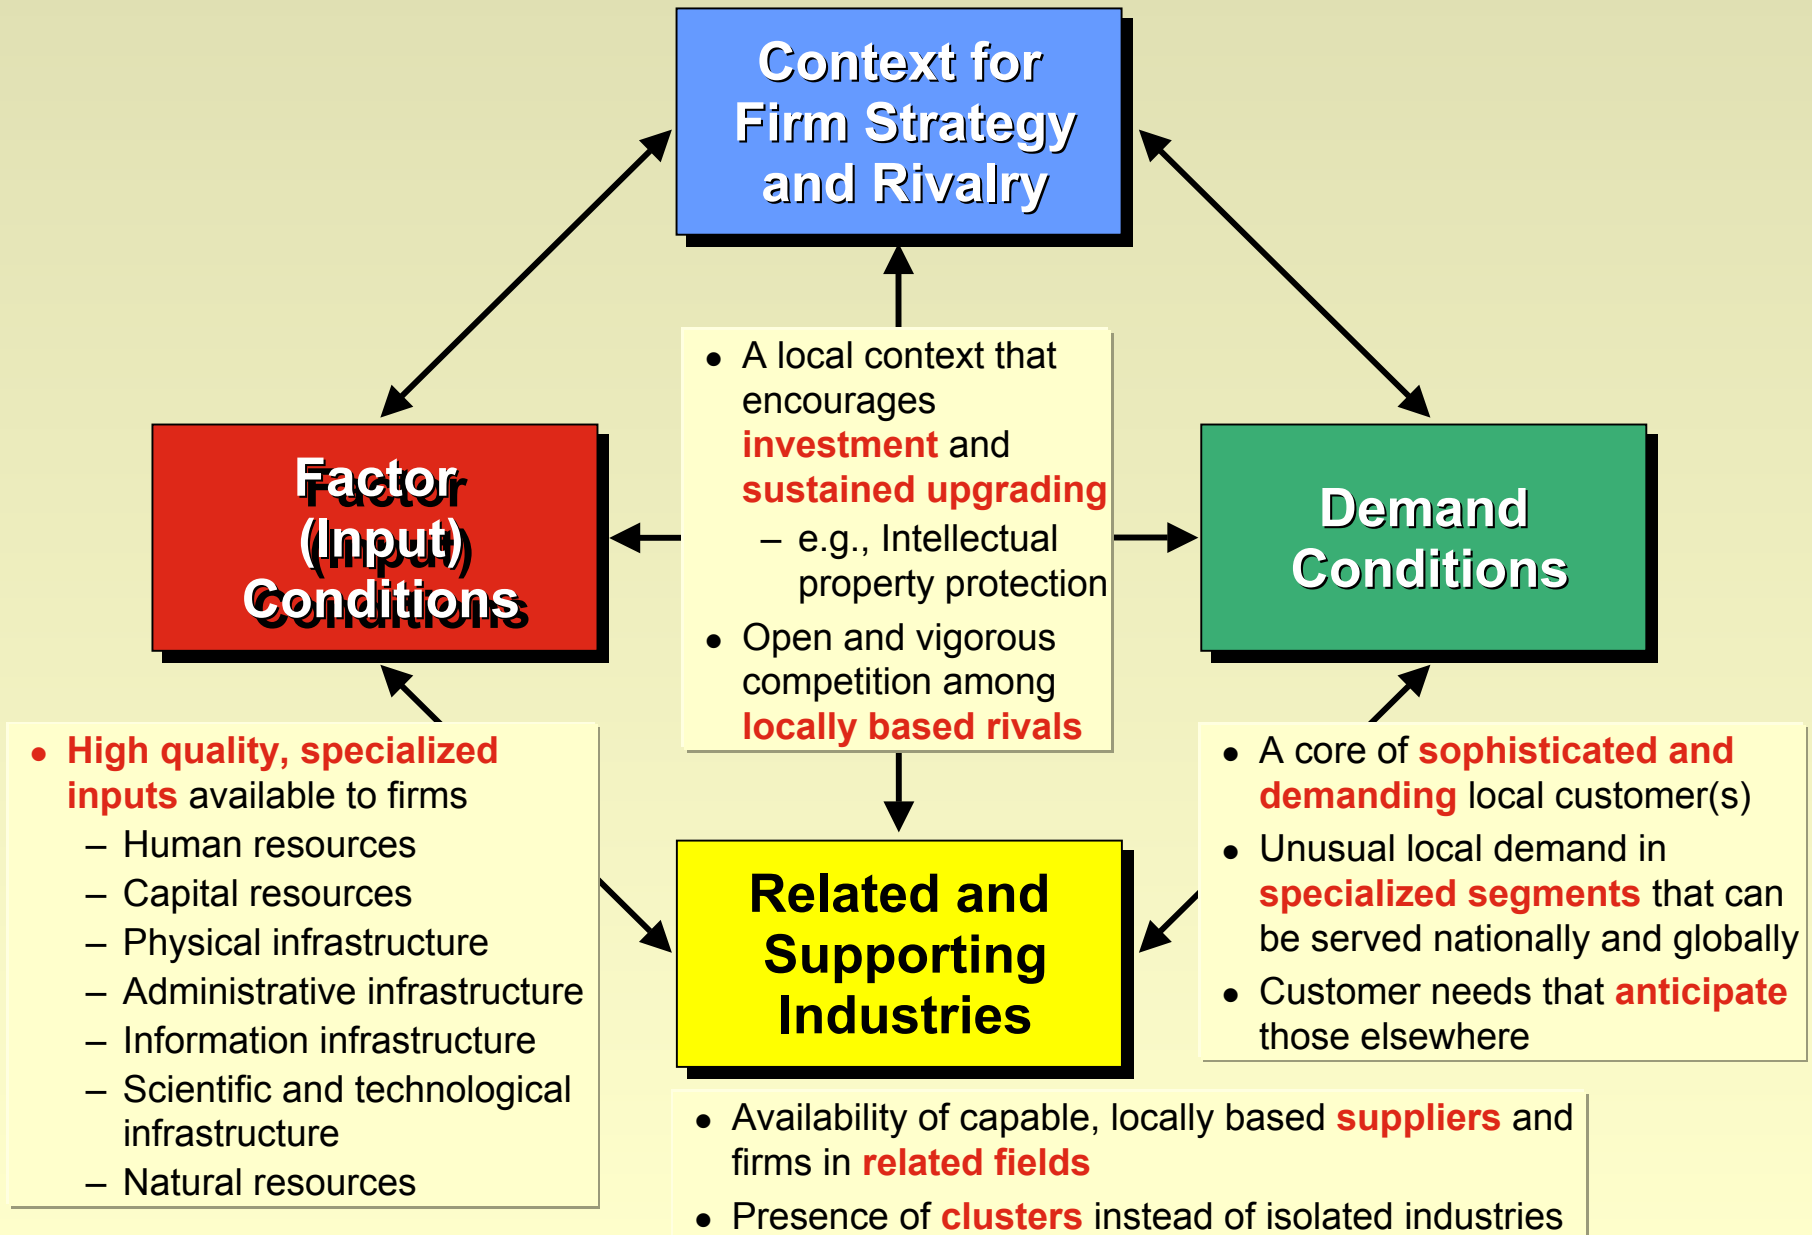 Context for
Firm Strategy
and Rivalry
● A local context that
encourages
investment and
sustained upgrading
– e.g., Intellectual
property protection
● Open and vigorous
competition among
locally based rivals
Factor
(Input)
Conditions
Demand
Conditions
● High quality, specialized
inputs available to firms
– Human resources
– Capital resources
– Physical infrastructure
– Administrative infrastructure
– Information infrastructure
– Scientific and technological
infrastructure
– Natural resources
● A core of sophisticated and
demanding local customer(s)
● Unusual local demand in
specialized segments that can
be served nationally and globally
● Customer needs that anticipate
those elsewhere
Related and
Supporting
Industries
● Availability of capable, locally based suppliers and
firms in related fields
● Presence of clusters instead of isolated industries